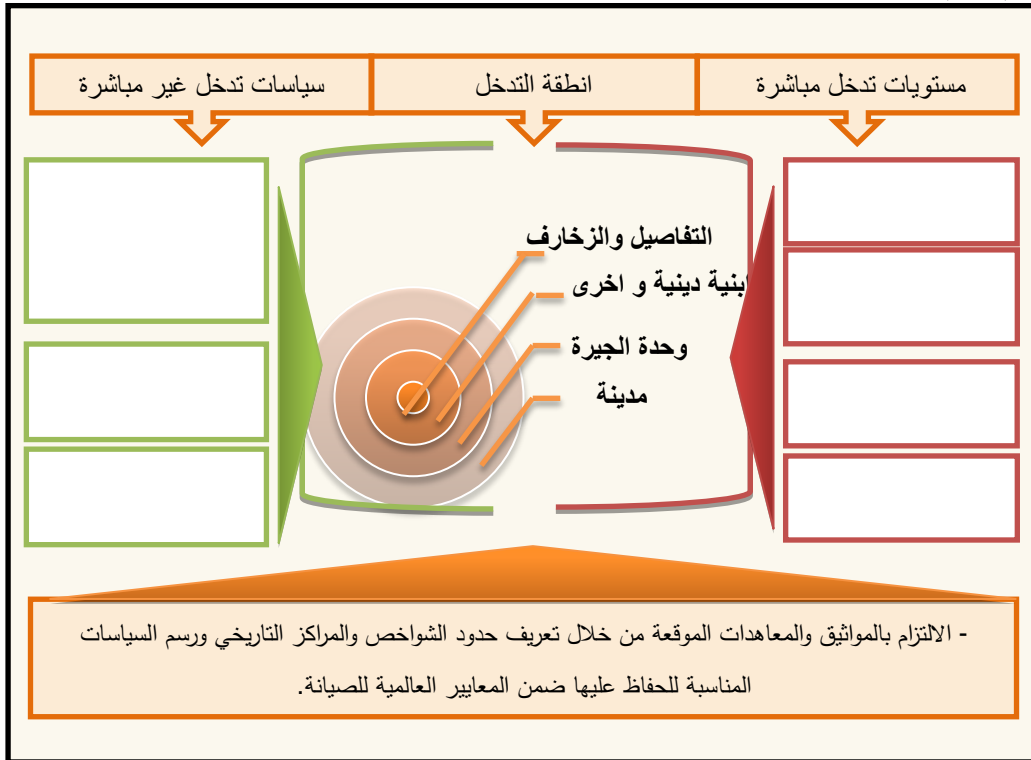 مستويات تدخل مباشرة
انطقة التدخل
سياسات تدخل غير مباشرة
التفاصيل والزخارف
ابنية دينية و اخرى
وحدة الجيرة
مدينة
- الالتزام بالمواثيق والمعاهدات الموقعة من خلال تعريف حدود الشواخص والمراكز التاريخي ورسم السياسات
المناسبة للحفاظ عليها ضمن المعايير العالمية للصيانة.